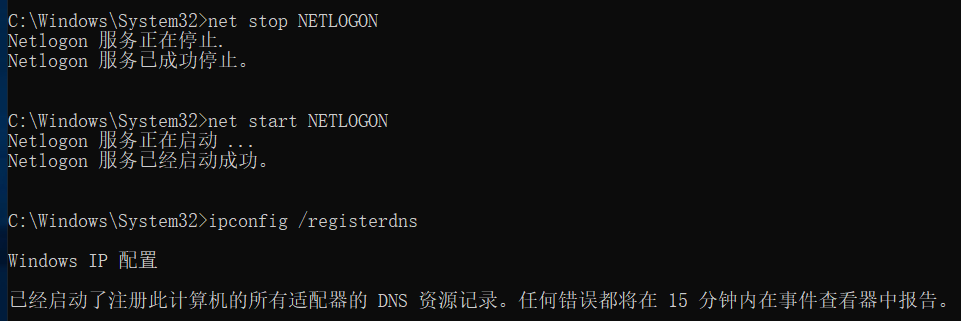 C:\Windows\System32>net stop NETLOGON
Netlogon 服务正在停止.
Netlogon 服务已成功停止。
C:\Windows\System32>net start NETLOGON
Netlogon 服务正在启动 ...
Netlogon 服务已经启动成功。
C:\Windows\System32>ipconfig /registerdns
Windows IP 配置
已经启动了注册此计算机的所有适配器的 DNS 资源记录。任何错误都将在 15 分钟内在事件查看器中报告。